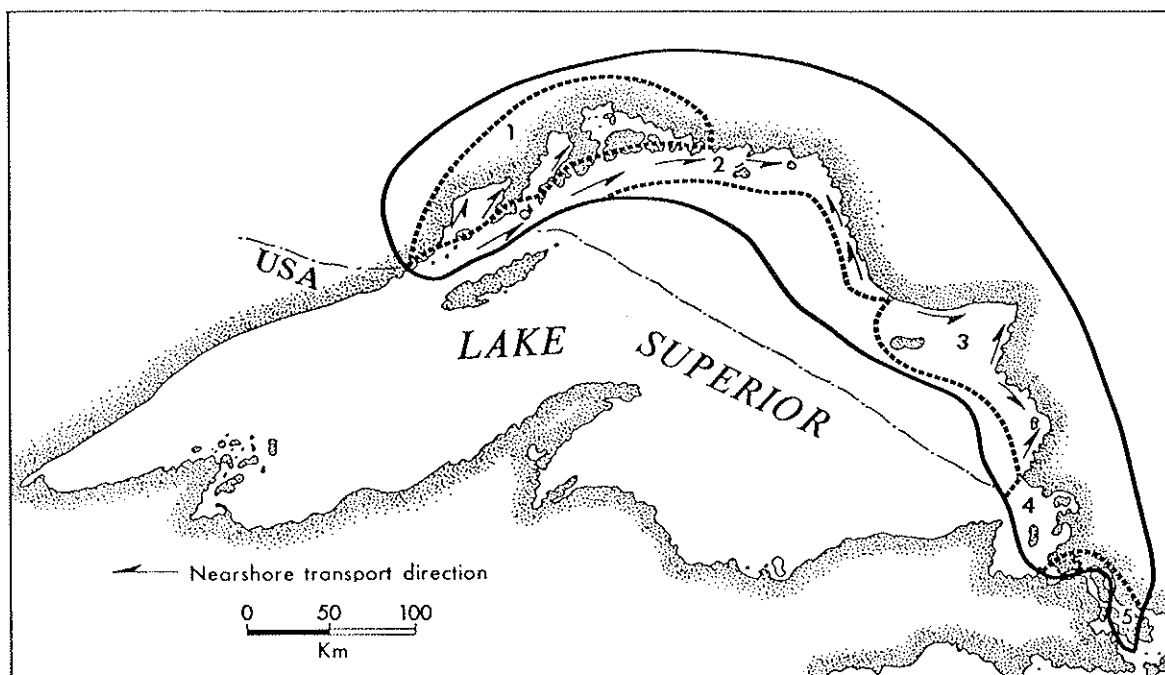 1
2
USA
3
LAKE SUPERIOR
4
Nearshore transport direction
5
0 50 100
Km